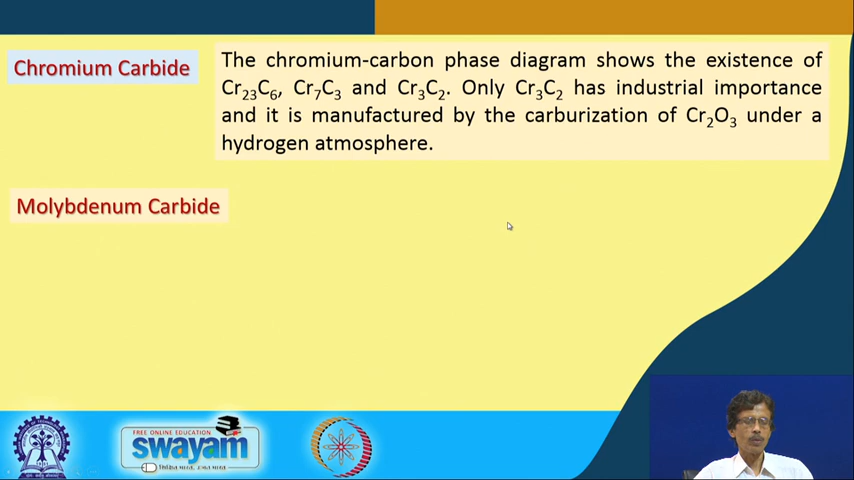 Chromium Carbide
The chromium-carbon phase diagram shows the existence of
Cr₂₃C₆, Cr₇C₃ and Cr₃C₂. Only Cr₃C₂ has industrial importance
and it is manufactured by the carburization of Cr₂O₃ under a
hydrogen atmosphere.
Molybdenum Carbide
FREE ONLINE EDUCATION
swayam